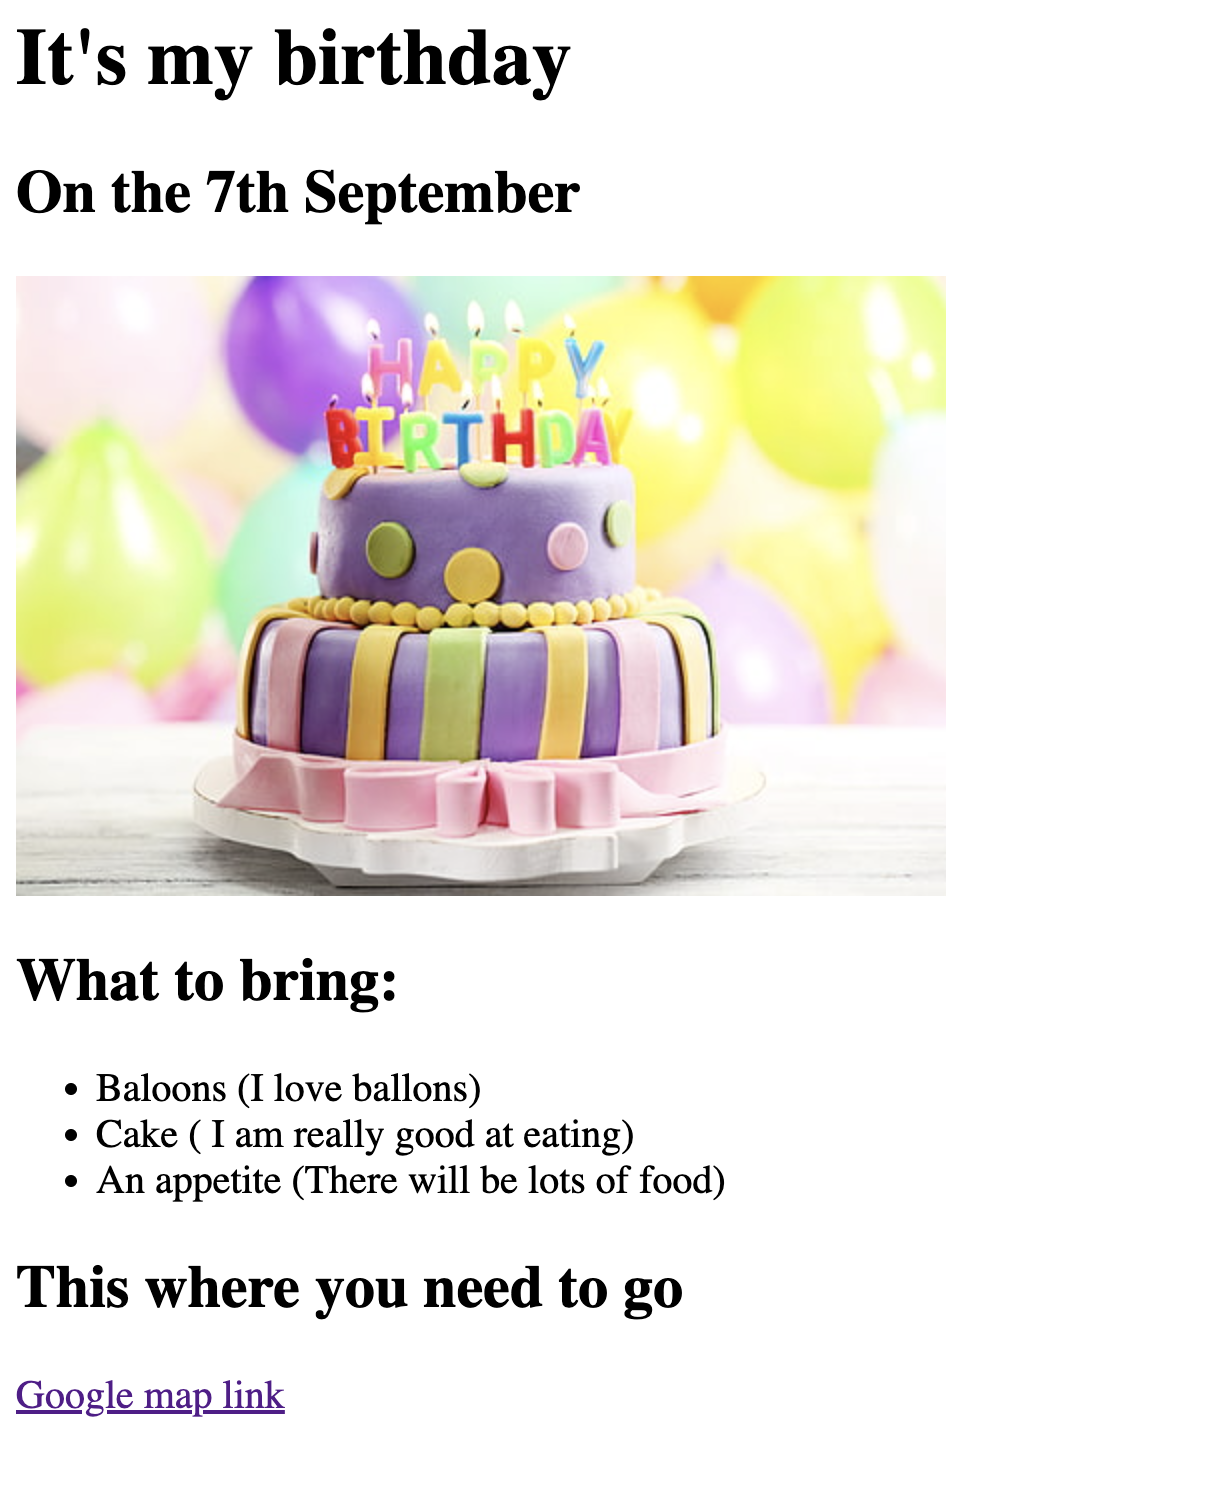 It's my birthday
On the 7th September
HAPPY
BIRTHDAY
What to bring:
Baloons (I love ballons)
Cake ( I am really good at eating)
An appetite (There will be lots of food)
This where you need to go
Google map link